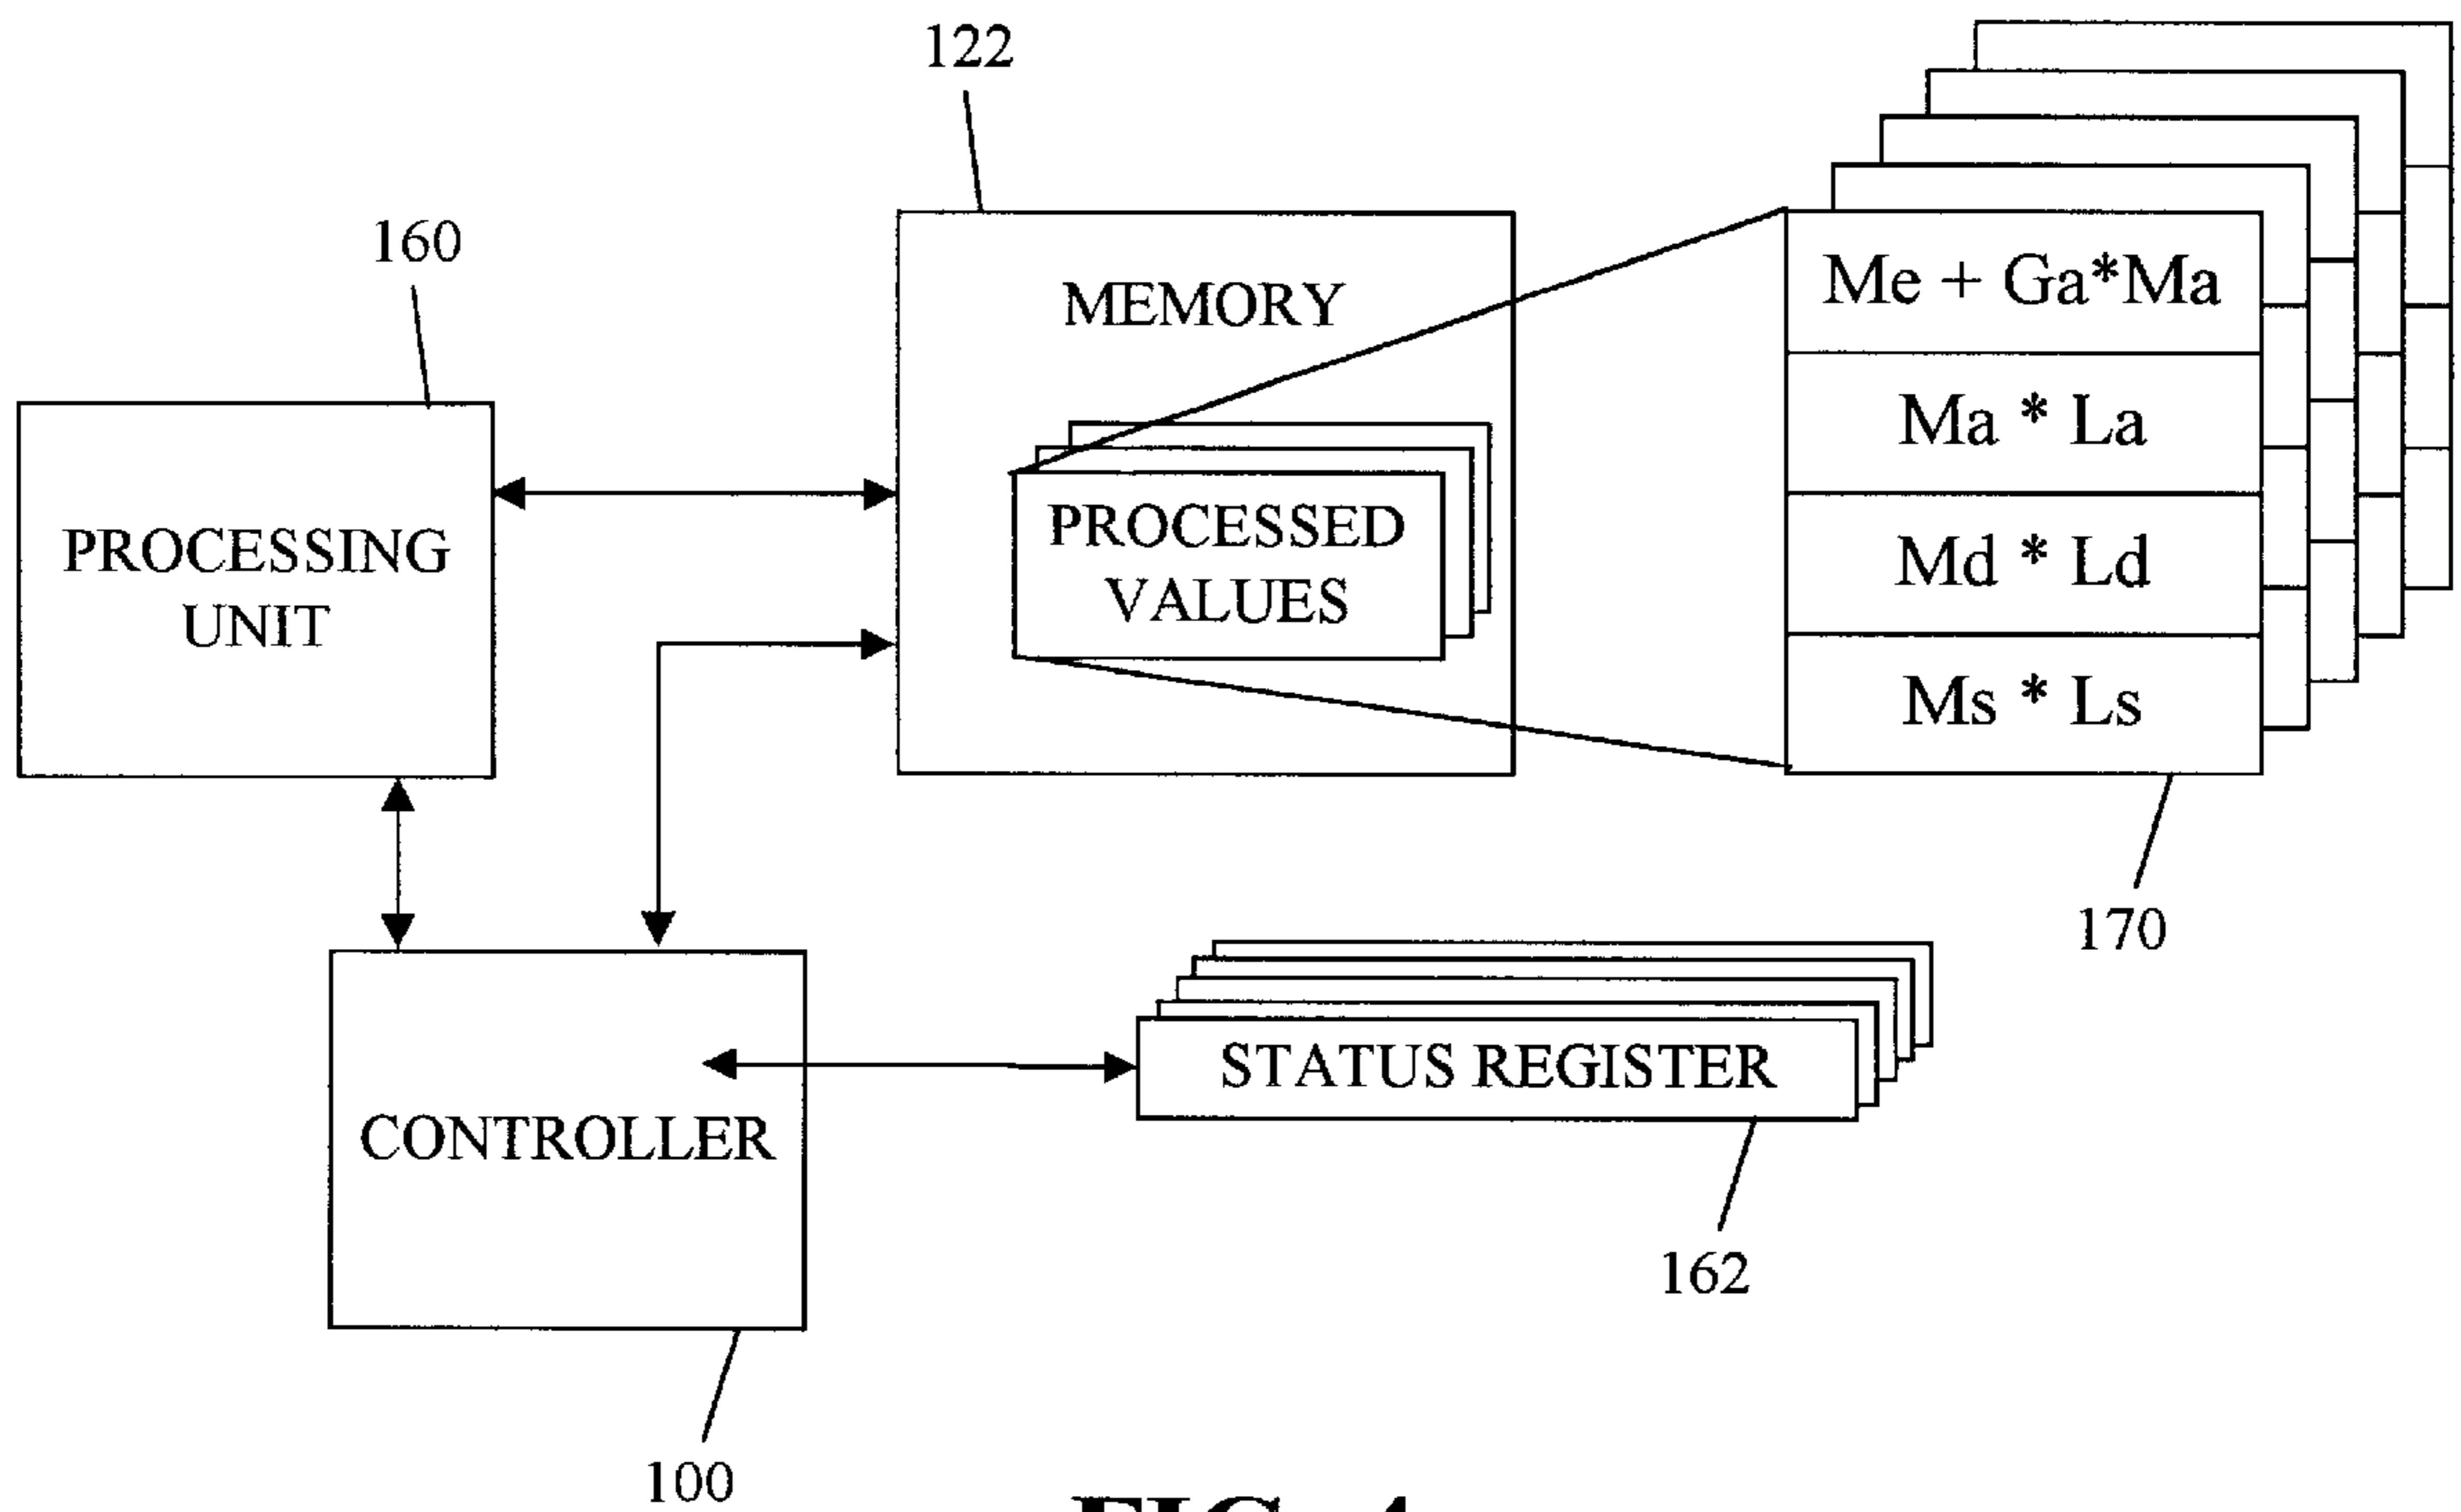 122
160
MEMORY
Me + Ga*Ma
Ma * La
Md * Ld
Ms * Ls
PROCESSED
VALUES
PROCESSING
UNIT
170
STATUS REGISTER
CONTROLLER
162
100